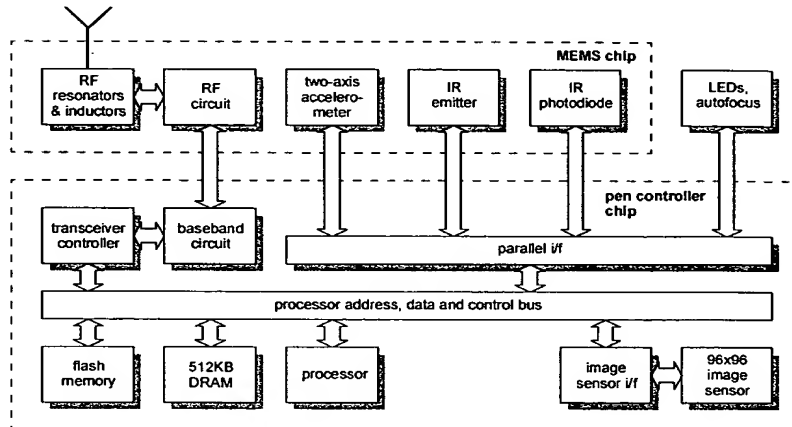 MEMS chip
RF
resonators
& inductors
RF
circuit
two-axis
accelero-
meter
IR
emitter
IR
photodiode
LEDs,
autofocus
pen controller
chip
transceiver
controller
baseband
circuit
parallel i/f
processor address, data and control bus
flash
memory
512KB
DRAM
processor
image
sensor i/f
96x96
image
sensor